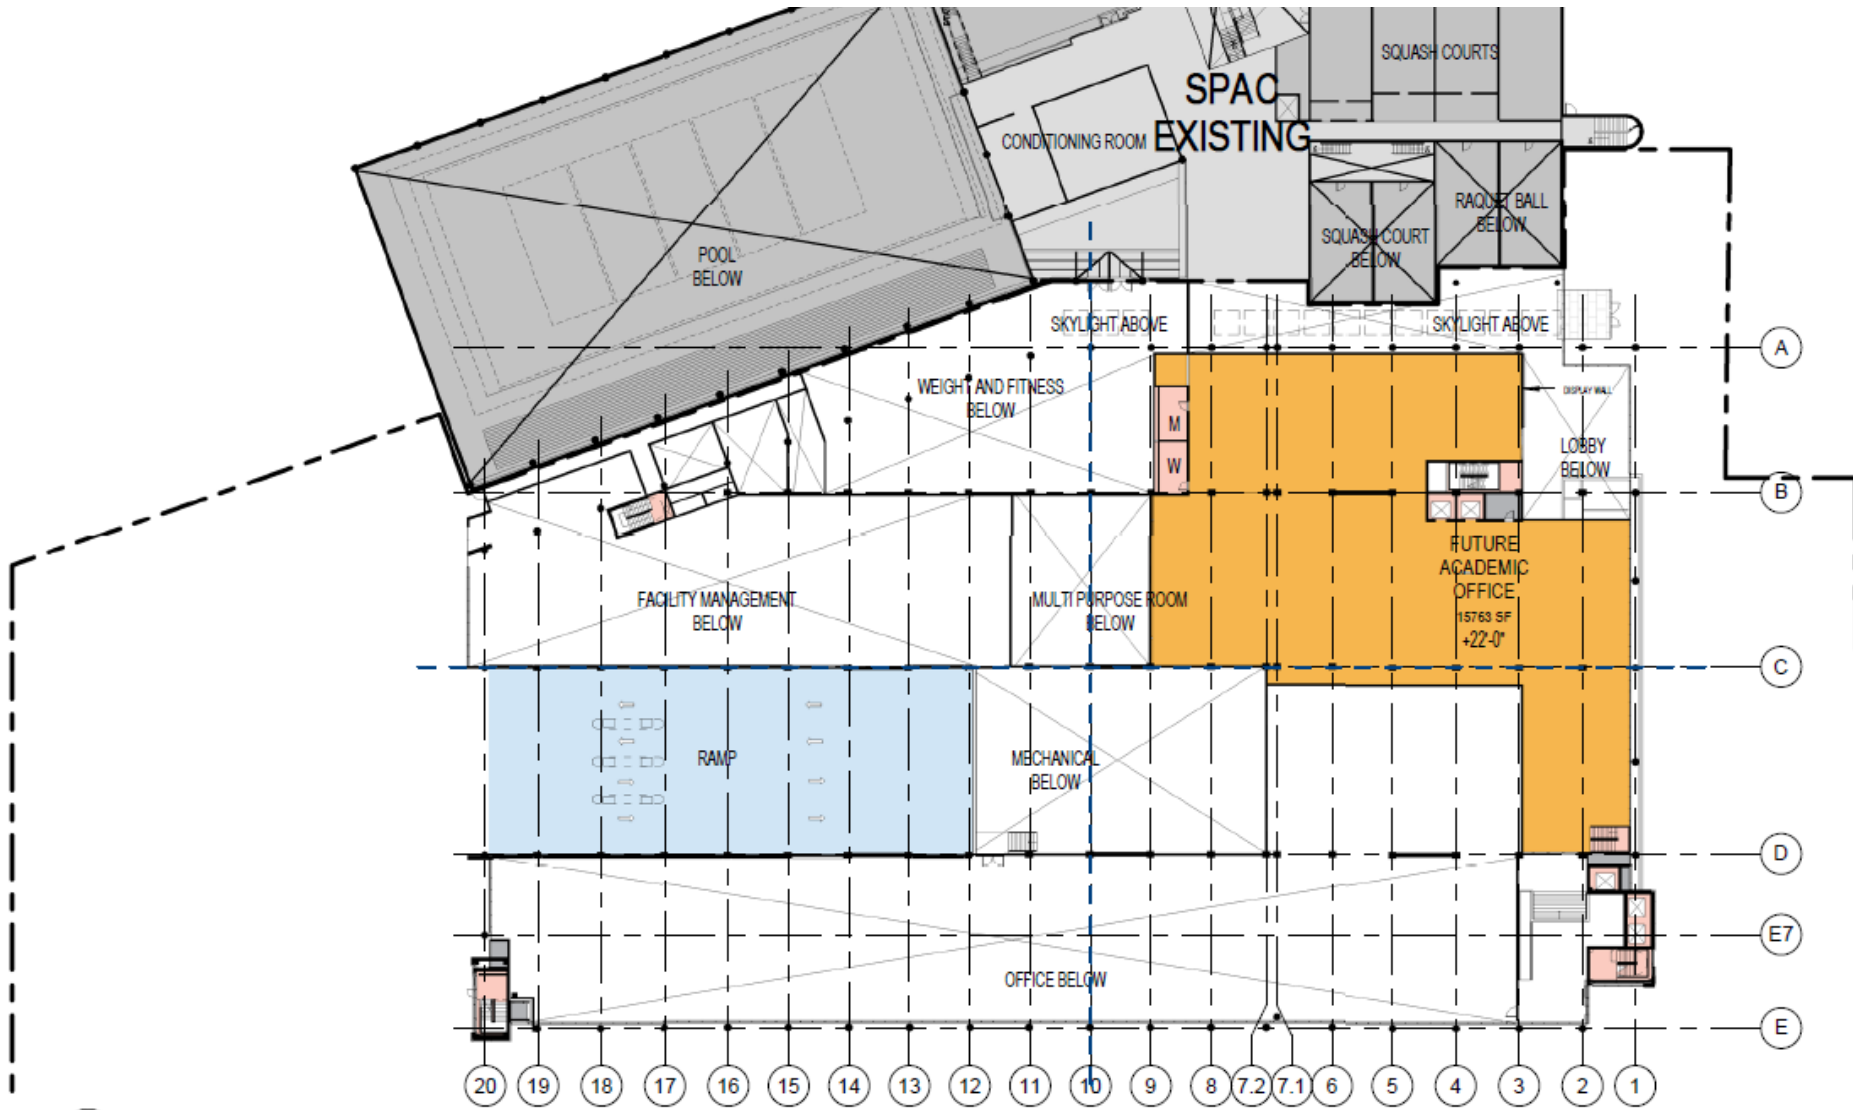 SQUASH COURTS
SPAC
EXISTING
CONDITIONING ROOM
RAQUET BALL
BELOW
SQUASH COURT
BELOW
POOL
BELOW
SKYLIGHT ABOVE
SKYLIGHT ABOVE
A
WEIGHT AND FITNESS
BELOW
DISPLAY WALL
M
W
LOBBY
BELOW
B
FUTURE
ACADEMIC
OFFICE
15763 SF
+22'-0"
FACILITY MANAGEMENT
BELOW
MULTI PURPOSE ROOM
BELOW
C
RAMP
MECHANICAL
BELOW
D
E7
OFFICE BELOW
E
20 19 18 17 16 15 14 13 12 11 10 9 8 7.2 7.1 6 5 4 3 2 1